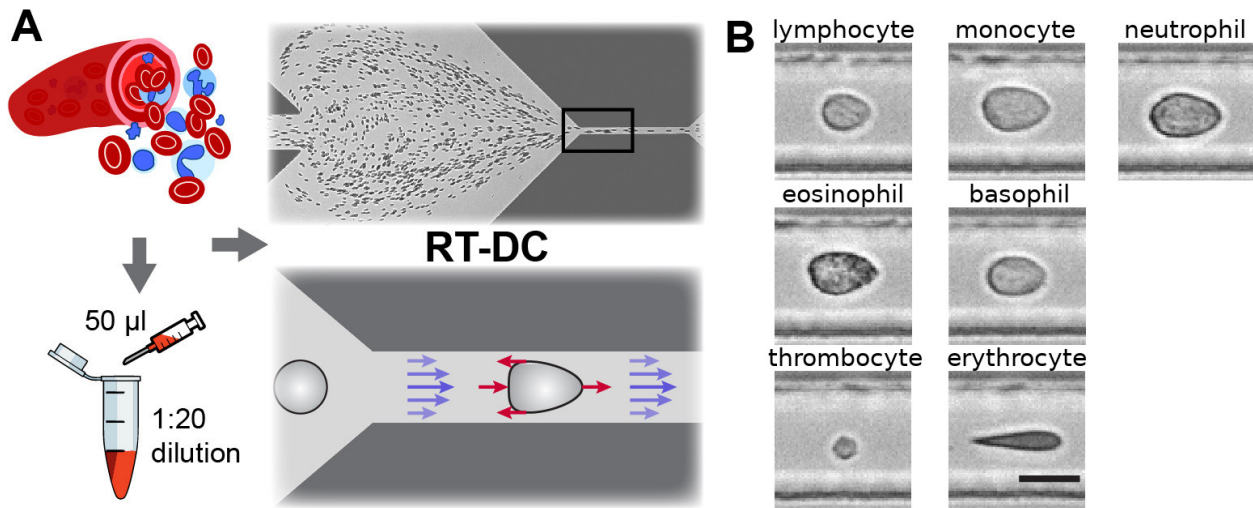 A
RT-DC
50 µl
1:20
dilution
B
lymphocyte
monocyte
neutrophil
eosinophil
basophil
thrombocyte
erythrocyte